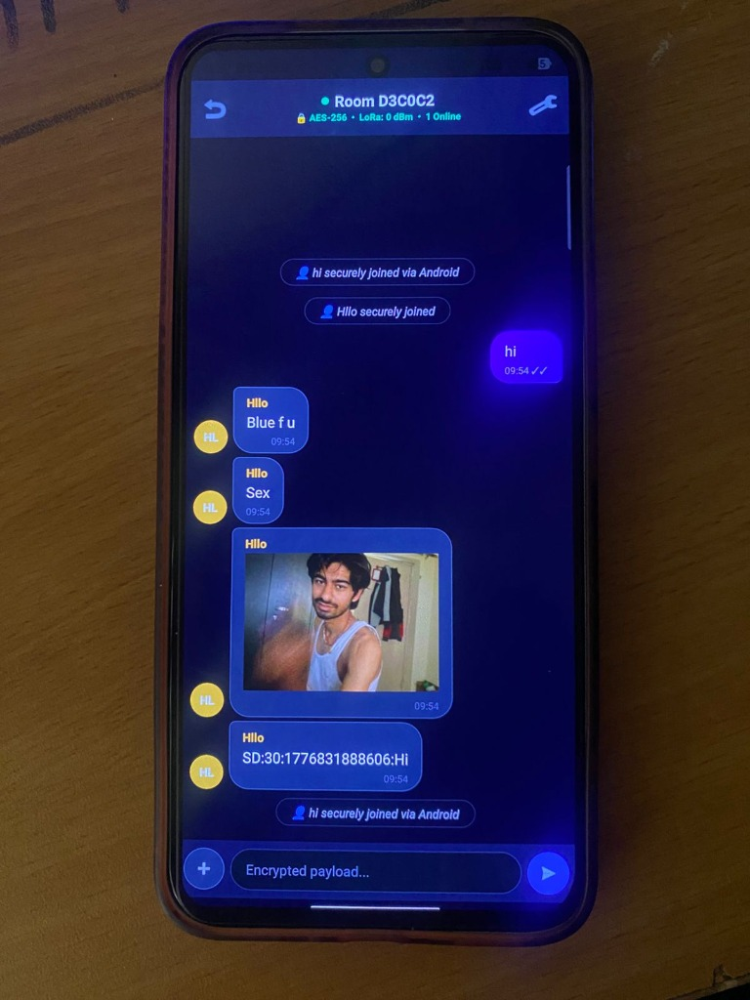 5
Room D3C0C2
AES-256 • LoRa: 0 dBm • 1 Online
hi securely joined via Android
Hllo securely joined
hi
09:54 ✓✓
Hllo
Blue f u
09:54
HL
Hllo
Sex
09:54
HL
Hllo
09:54
HL
Hllo
SD:30:1776831888606:Hi
09:54
HL
hi securely joined via Android
+
Encrypted payload...